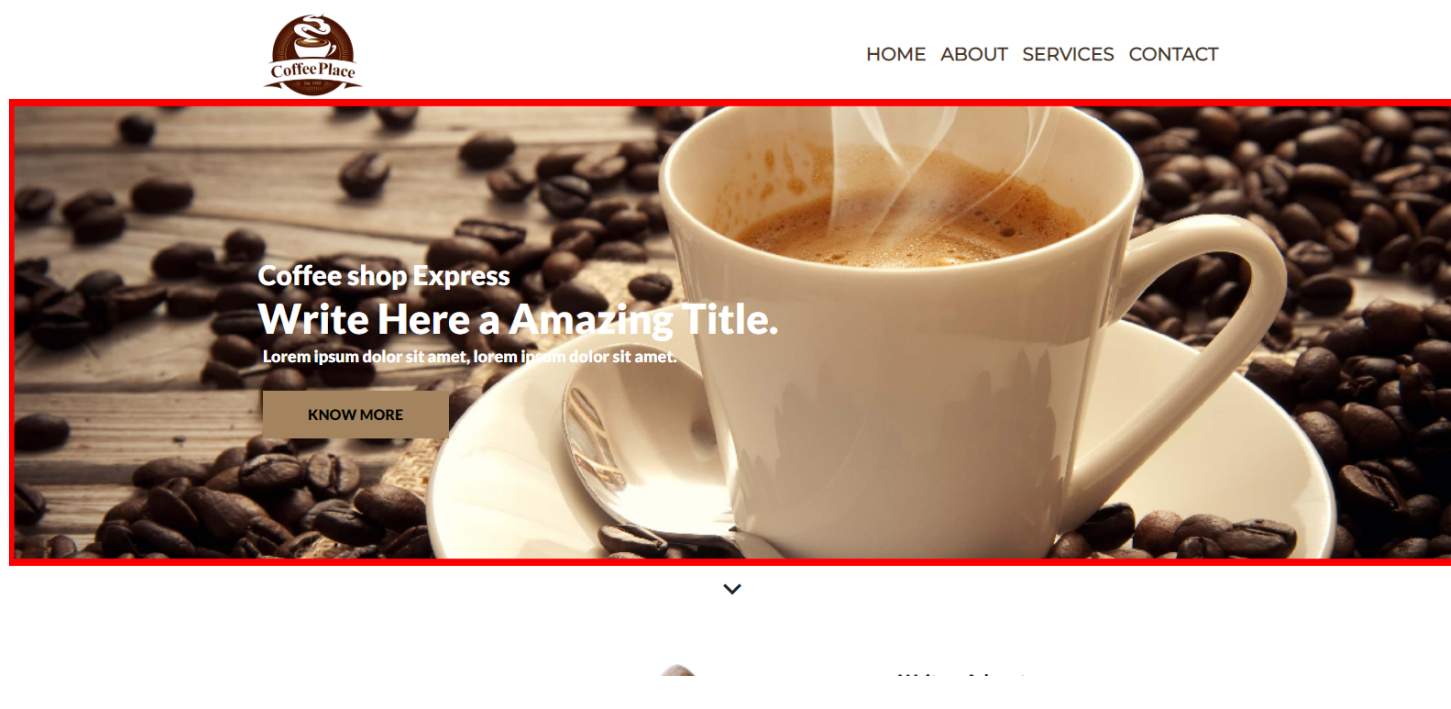 Coffee Place
HOME ABOUT SERVICES CONTACT
Coffee shop Express
Write Here a Amazing Title.
Lorem ipsum dolor sit amet, lorem ipsum dolor sit amet.
KNOW MORE